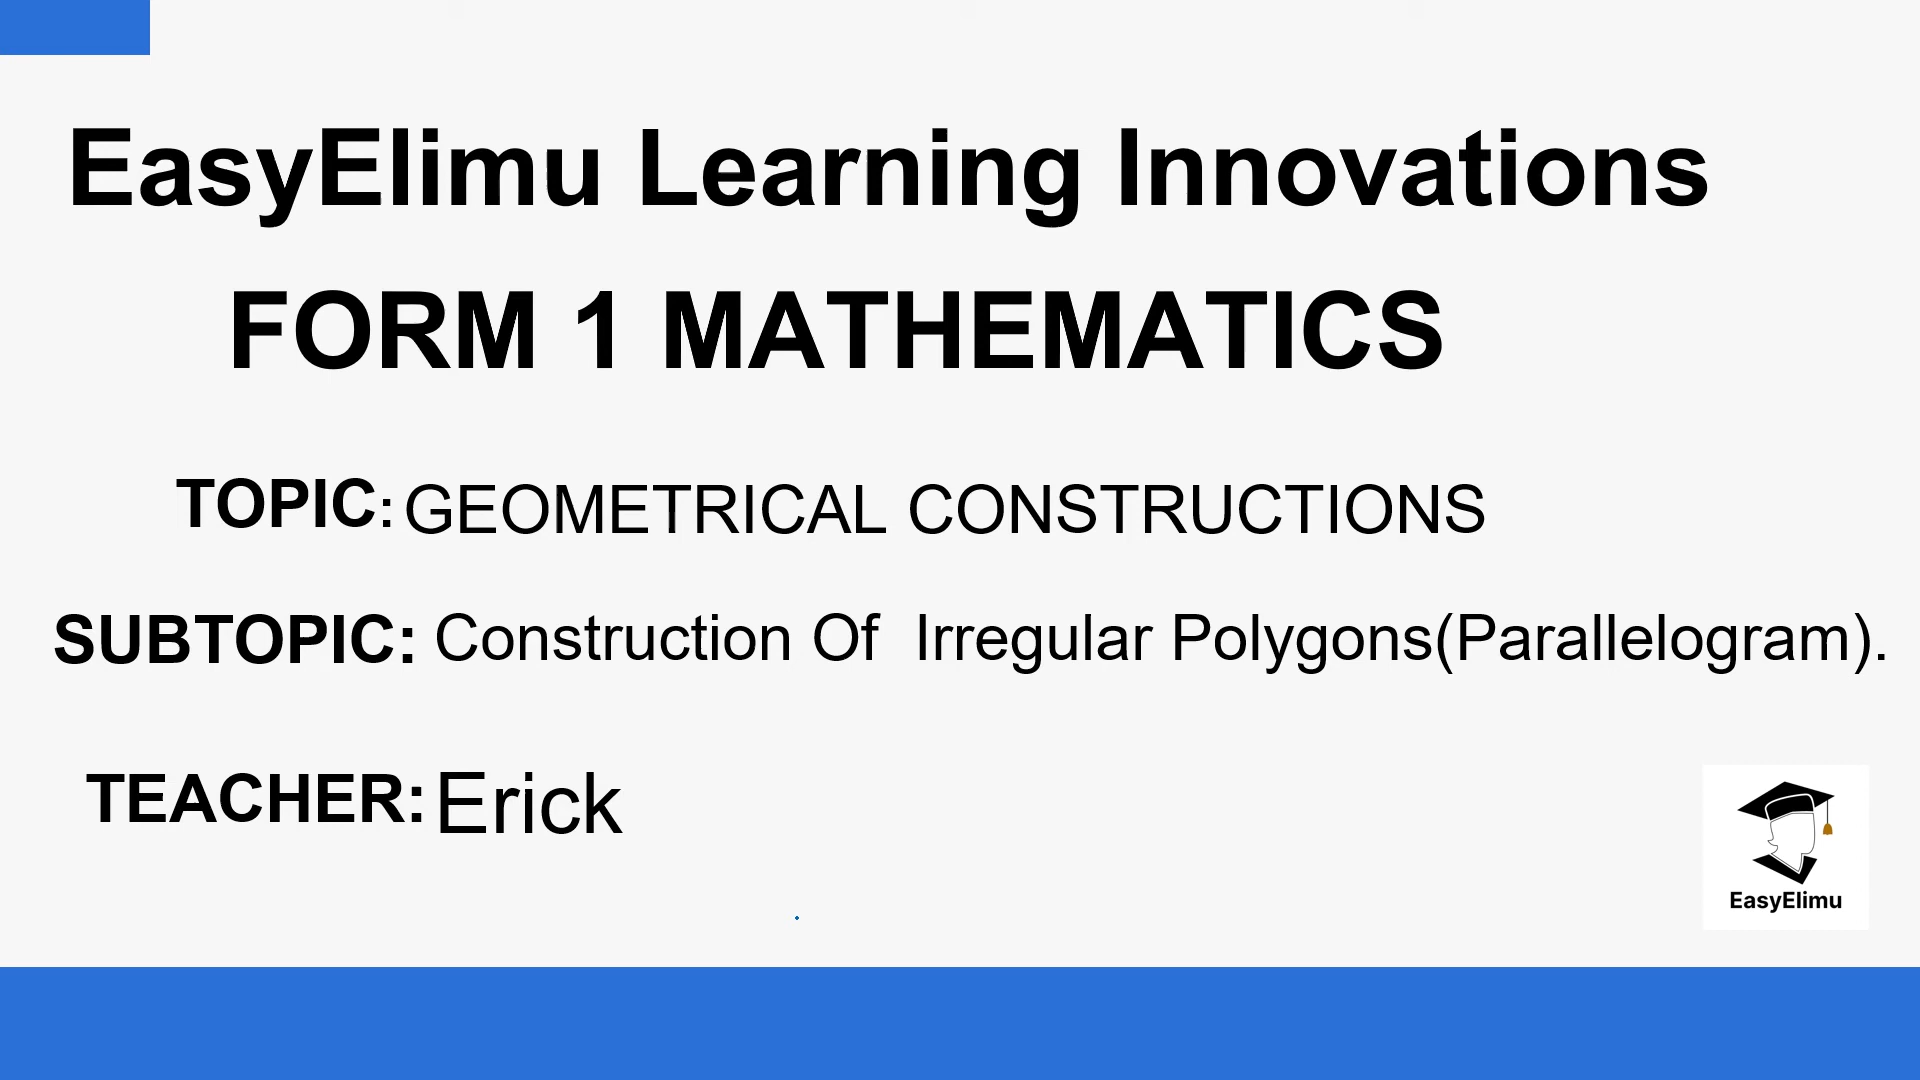 EasyElimu Learning Innovations
FORM 1 MATHEMATICS
TOPIC: GEOMETRICAL CONSTRUCTIONS
SUBTOPIC: Construction Of  Irregular Polygons(Parallelogram).
TEACHER: Erick
EasyElimu